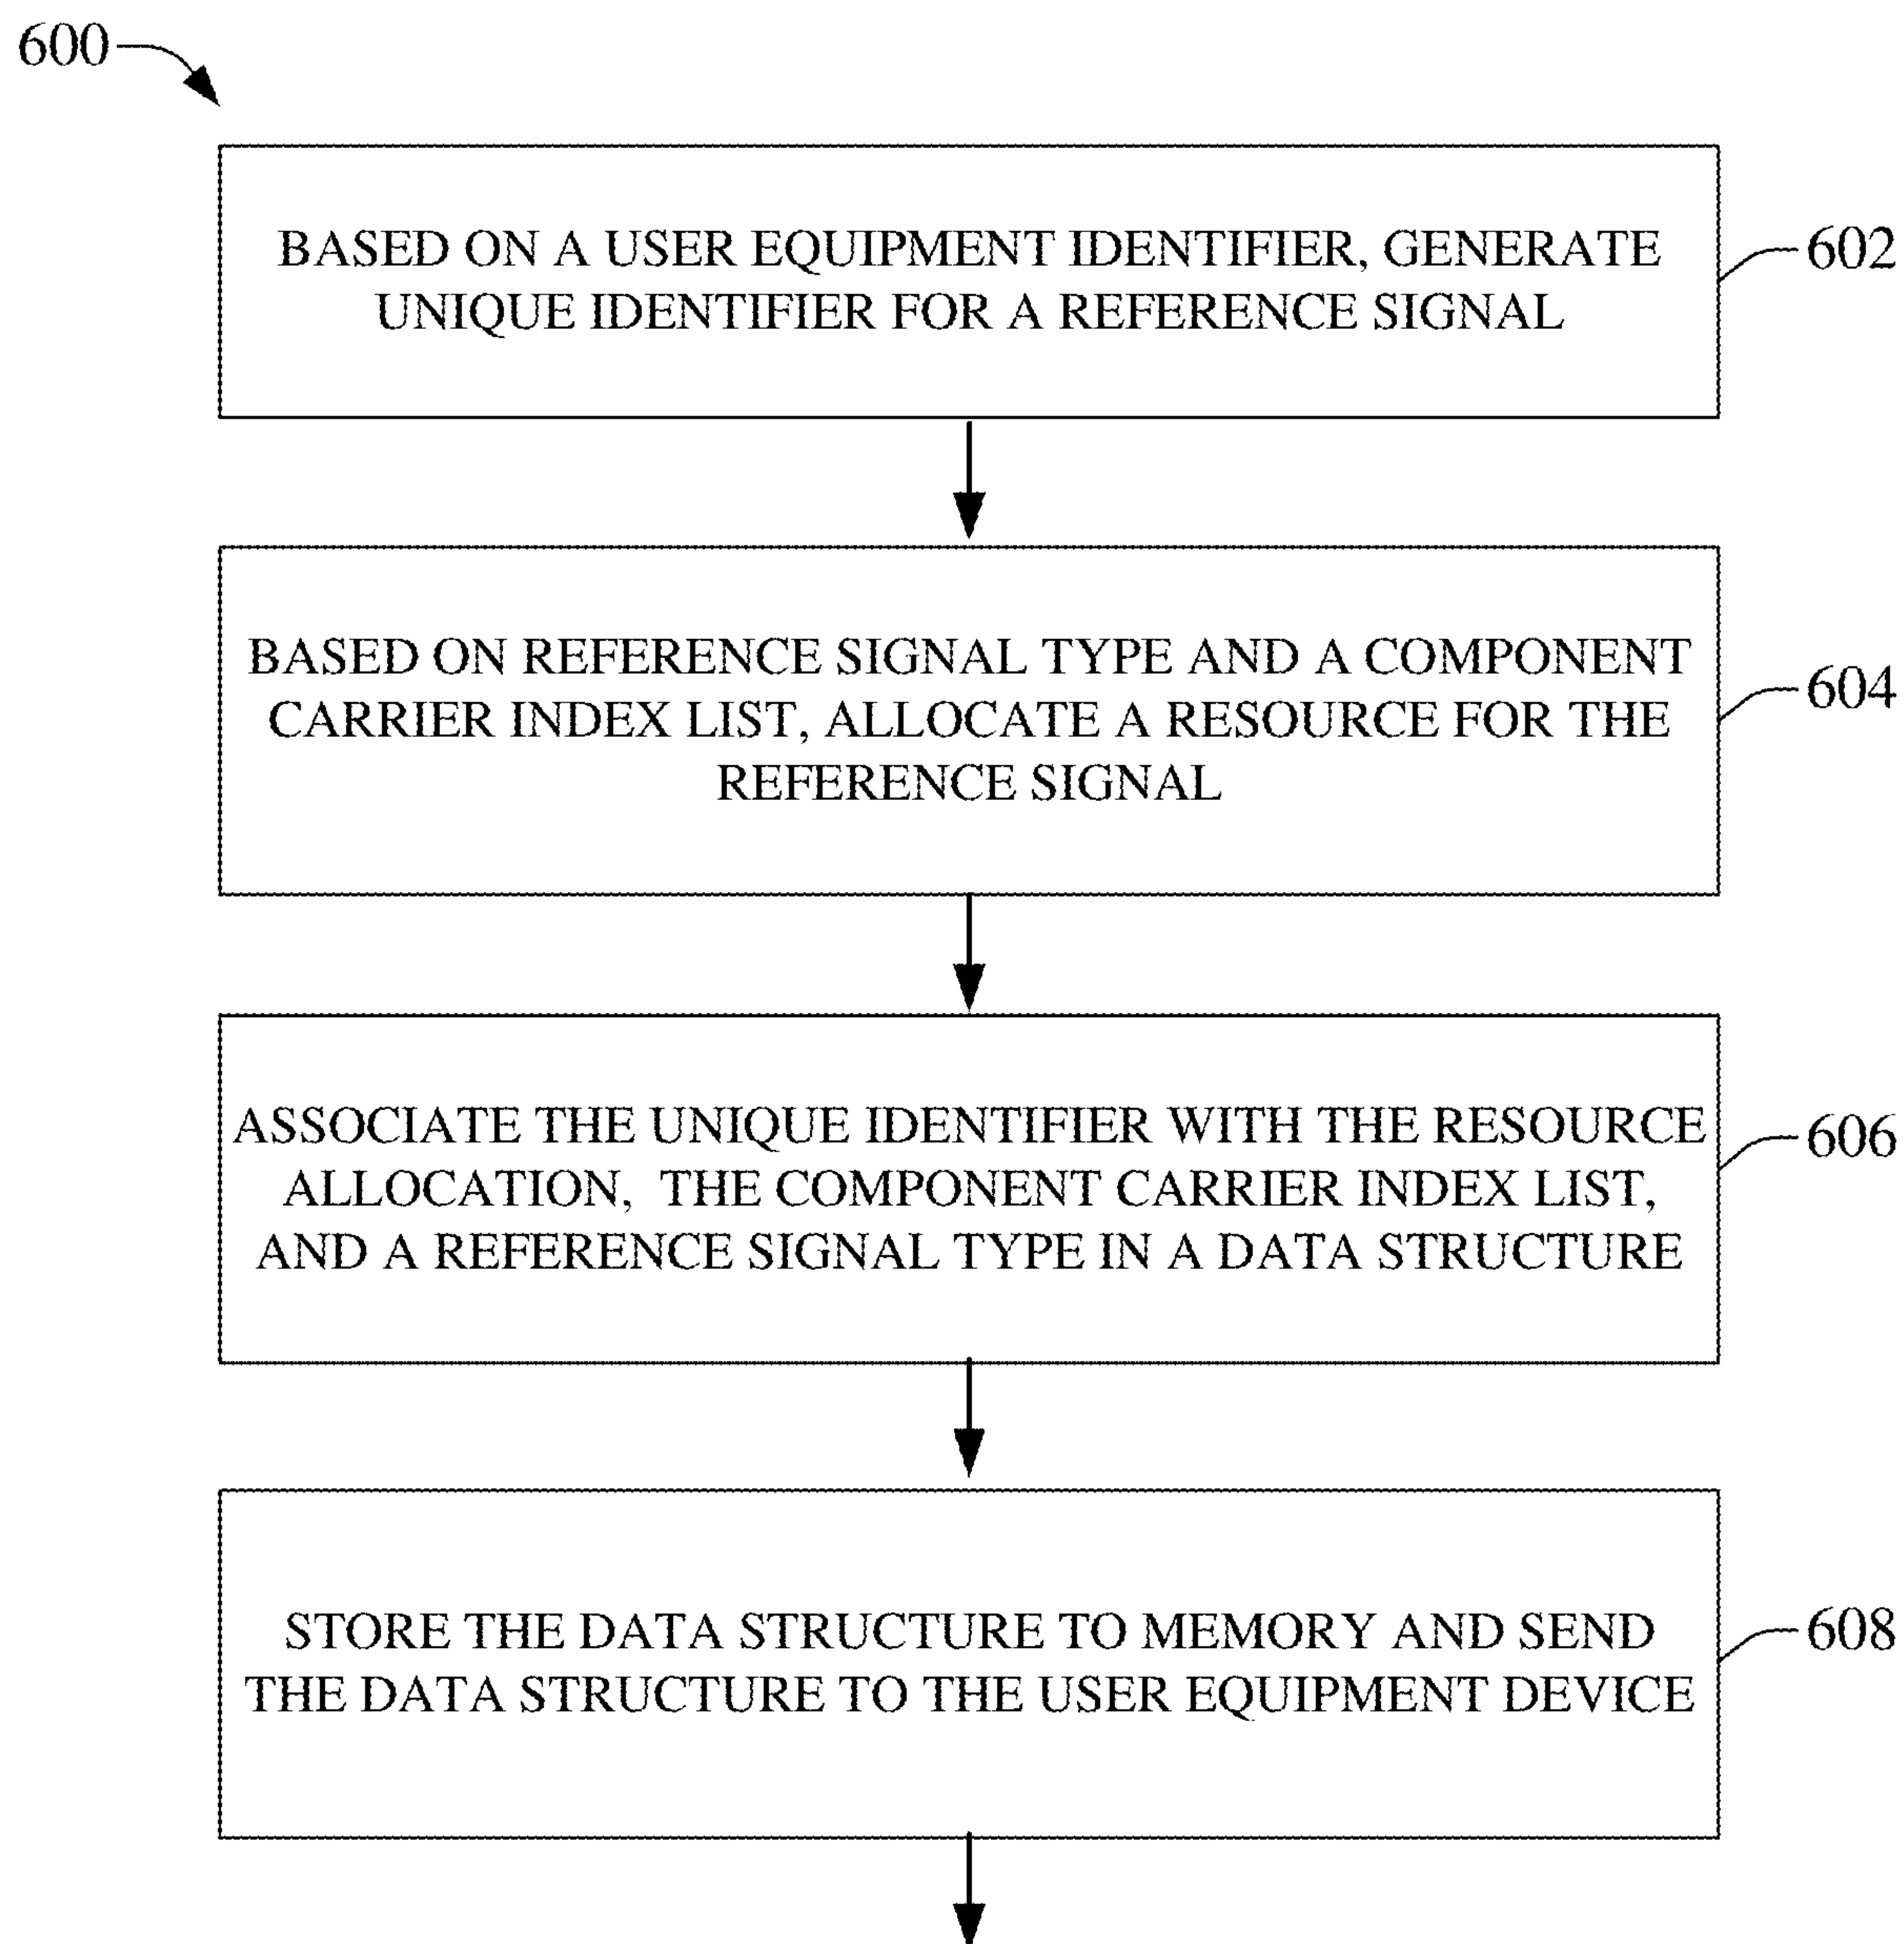 600
BASED ON A USER EQUIPMENT IDENTIFIER, GENERATE
UNIQUE IDENTIFIER FOR A REFERENCE SIGNAL
602
BASED ON REFERENCE SIGNAL TYPE AND A COMPONENT
CARRIER INDEX LIST, ALLOCATE A RESOURCE FOR THE
REFERENCE SIGNAL
604
ASSOCIATE THE UNIQUE IDENTIFIER WITH THE RESOURCE
ALLOCATION, THE COMPONENT CARRIER INDEX LIST,
AND A REFERENCE SIGNAL TYPE IN A DATA STRUCTURE
606
STORE THE DATA STRUCTURE TO MEMORY AND SEND
THE DATA STRUCTURE TO THE USER EQUIPMENT DEVICE
608